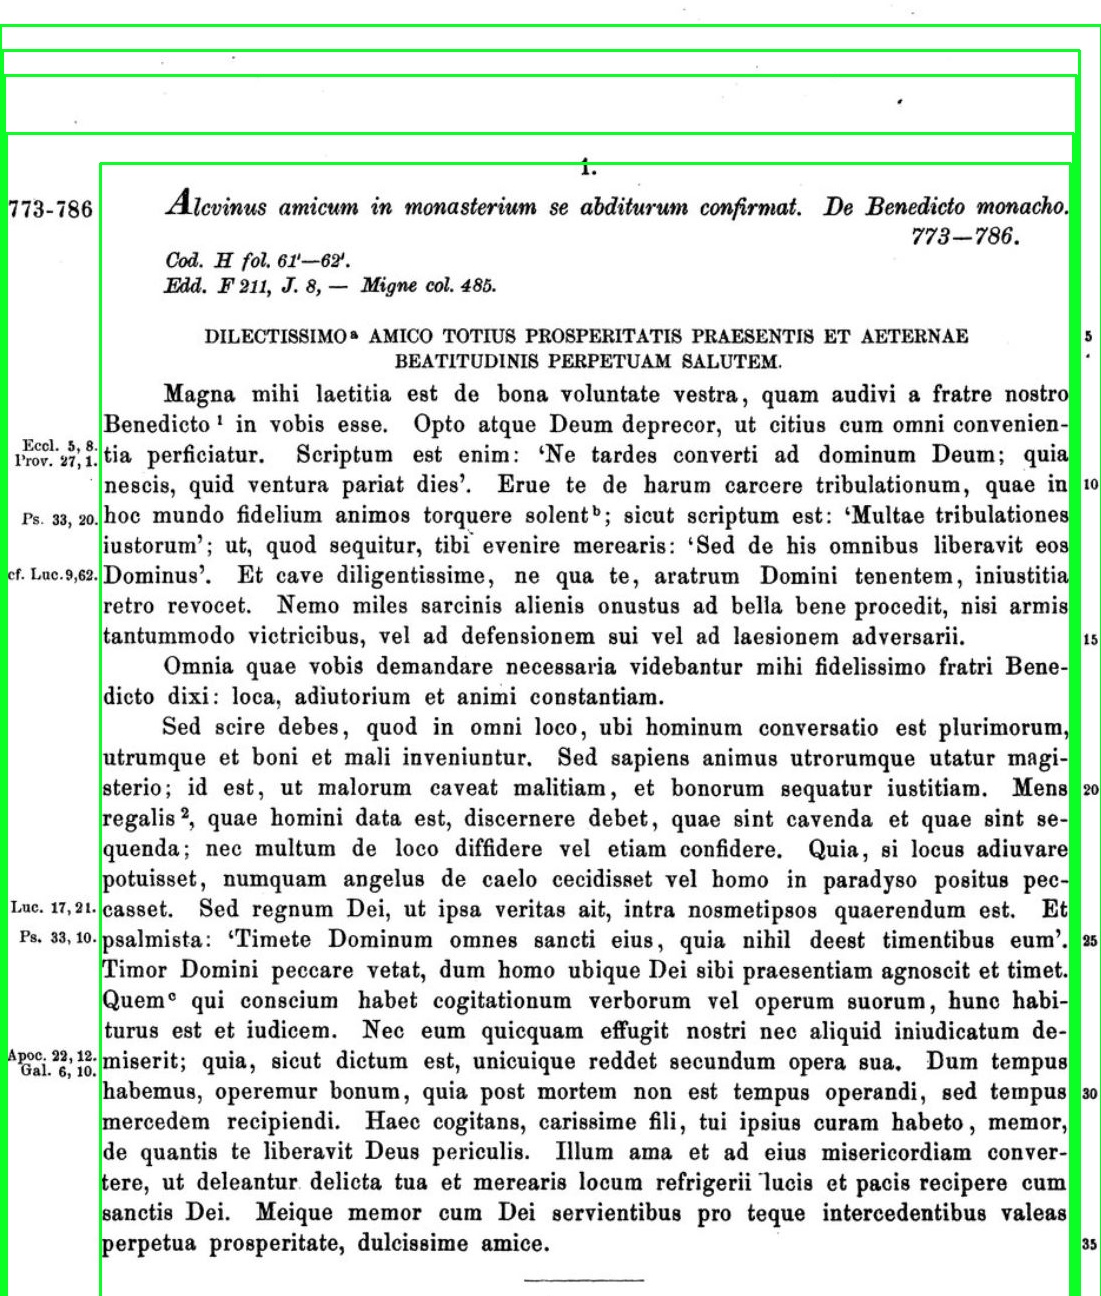 1.
773-786
Alcvinus amicum in monasterium se abditurum confirmat. De Benedicto monacho.
773—786.
Cod. H fol. 61'—62'.
Edd. F 211, J. 8, — Migne col. 485.
DILECTISSIMO a AMICO TOTIUS PROSPERITATIS PRAESENTIS ET AETERNAE 5
BEATITUDINIS PERPETUAM SALUTEM.
Magna mihi laetitia est de bona voluntate vestra, quam audivi a fratre nostro
Benedicto 1 in vobis esse. Opto atque Deum deprecor, ut citius cum omni convenien-
Eccl. 5, 8.
Prov. 27, 1.
tia perficiatur. Scriptum est enim: ‘Ne tardes converti ad dominum Deum; quia
nescis, quid ventura pariat dies’. Erue te de harum carcere tribulationum, quae in 10
Ps. 33, 20. hoc mundo fidelium animos torquere solent b; sicut scriptum est: ‘Multae tribulationes
iustorum’; ut, quod sequitur, tibi evenire merearis: ‘Sed de his omnibus liberavit eos
cf. Luc. 9,62. Dominus’. Et cave diligentissime, ne qua te, aratrum Domini tenentem, iniustitia
retro revocet. Nemo miles sarcinis alienis onustus ad bella bene procedit, nisi armis
tantummodo victricibus, vel ad defensionem sui vel ad laesionem adversarii. 15
Omnia quae vobis demandare necessaria videbantur mihi fidelissimo fratri Bene-
dicto dixi: loca, adiutorium et animi constantiam.
Sed scire debes, quod in omni loco, ubi hominum conversatio est plurimorum,
utrumque et boni et mali inveniuntur. Sed sapiens animus utrorumque utatur magi-
sterio; id est, ut malorum caveat malitiam, et bonorum sequatur iustitiam. Mens 20
regalis 2, quae homini data est, discernere debet, quae sint cavenda et quae sint se-
quenda; nec multum de loco diffidere vel etiam confidere. Quia, si locus adiuvare
potuisset, numquam angelus de caelo cecidisset vel homo in paradyso positus pec-
Luc. 17, 21. casset. Sed regnum Dei, ut ipsa veritas ait, intra nosmetipsos quaerendum est. Et
Ps. 33, 10. psalmista: ‘Timete Dominum omnes sancti eius, quia nihil deest timentibus eum’. 25
Timor Domini peccare vetat, dum homo ubique Dei sibi praesentiam agnoscit et timet.
Quem c qui conscium habet cogitationum verborum vel operum suorum, hunc habi-
turus est et iudicem. Nec eum quicquam effugit nostri nec aliquid iniudicatum de-
Apoc. 22, 12.
Gal. 6, 10.
miserit; quia, sicut dictum est, unicuique reddet secundum opera sua. Dum tempus
habemus, operemur bonum, quia post mortem non est tempus operandi, sed tempus 30
mercedem recipiendi. Haec cogitans, carissime fili, tui ipsius curam habeto, memor,
de quantis te liberavit Deus periculis. Illum ama et ad eius misericordiam conver-
tere, ut deleantur delicta tua et merearis locum refrigerii lucis et pacis recipere cum
sanctis Dei. Meique memor cum Dei servientibus pro teque intercedentibus valeas
perpetua prosperitate, dulcissime amice. 35